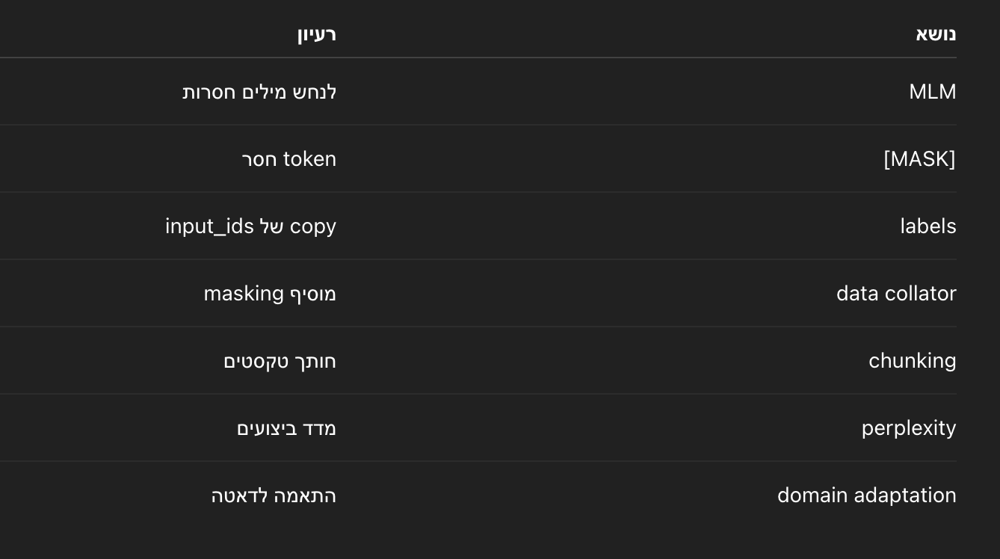 נושא רעיון
MLM לנחש מילים חסרות
[MASK] token חסר
labels copy של input_ids
data collator מוסיף masking
chunking חותך טקסטים
perplexity מדד ביצועים
domain adaptation התאמה לדאטה